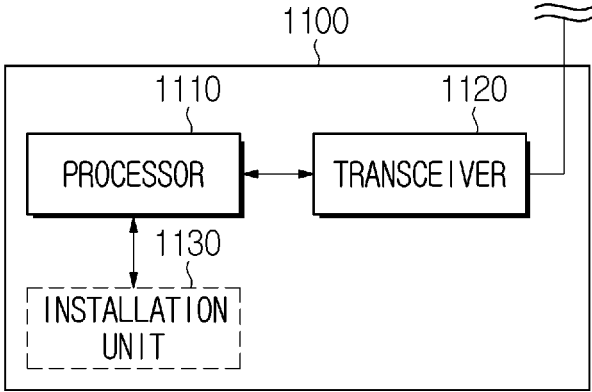 1100
1110
1120
PROCESSOR
TRANSCEIVER
1130
INSTALLATION
UNIT